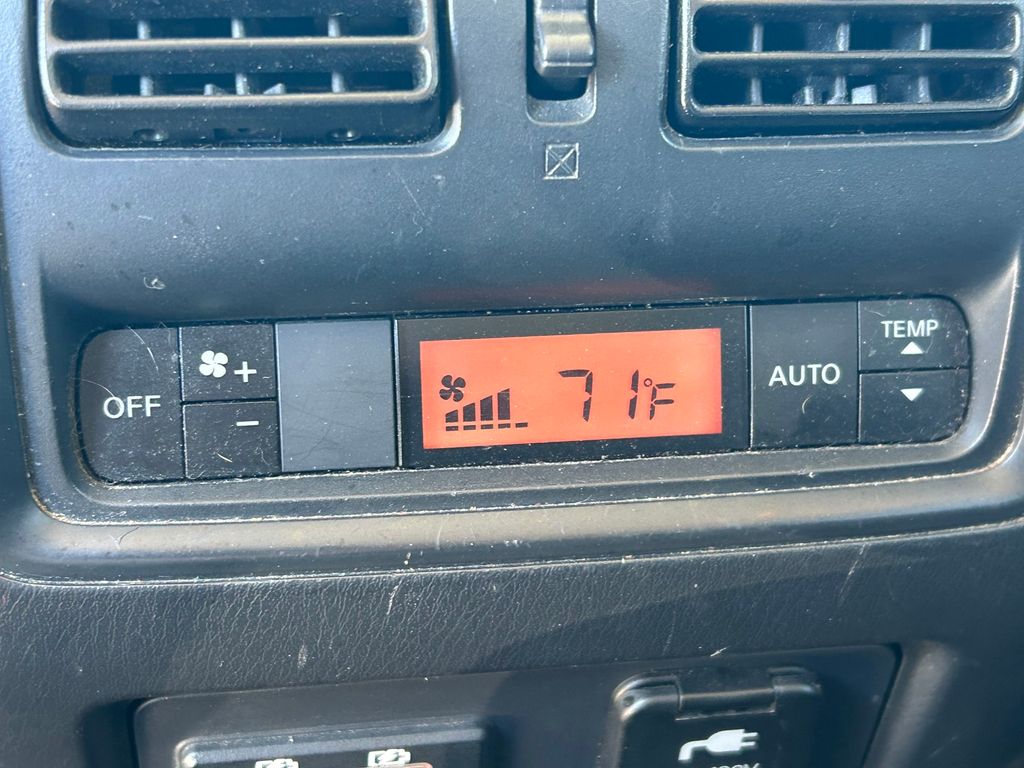 OFF
+
-
71°F
AUTO
TEMP